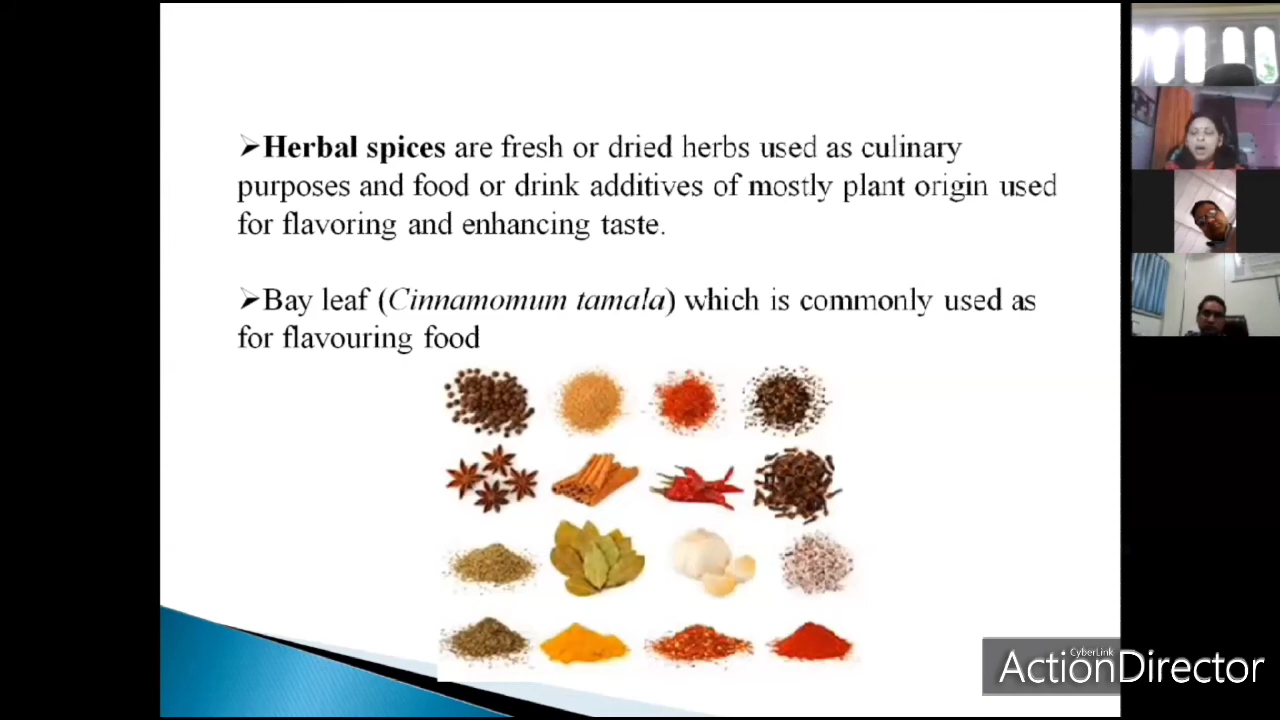 ➢Herbal spices are fresh or dried herbs used as culinary
purposes and food or drink additives of mostly plant origin used
for flavoring and enhancing taste.
➢Bay leaf (Cinnamomum tamala) which is commonly used as
for flavouring food
CyberLink
ActionDirector